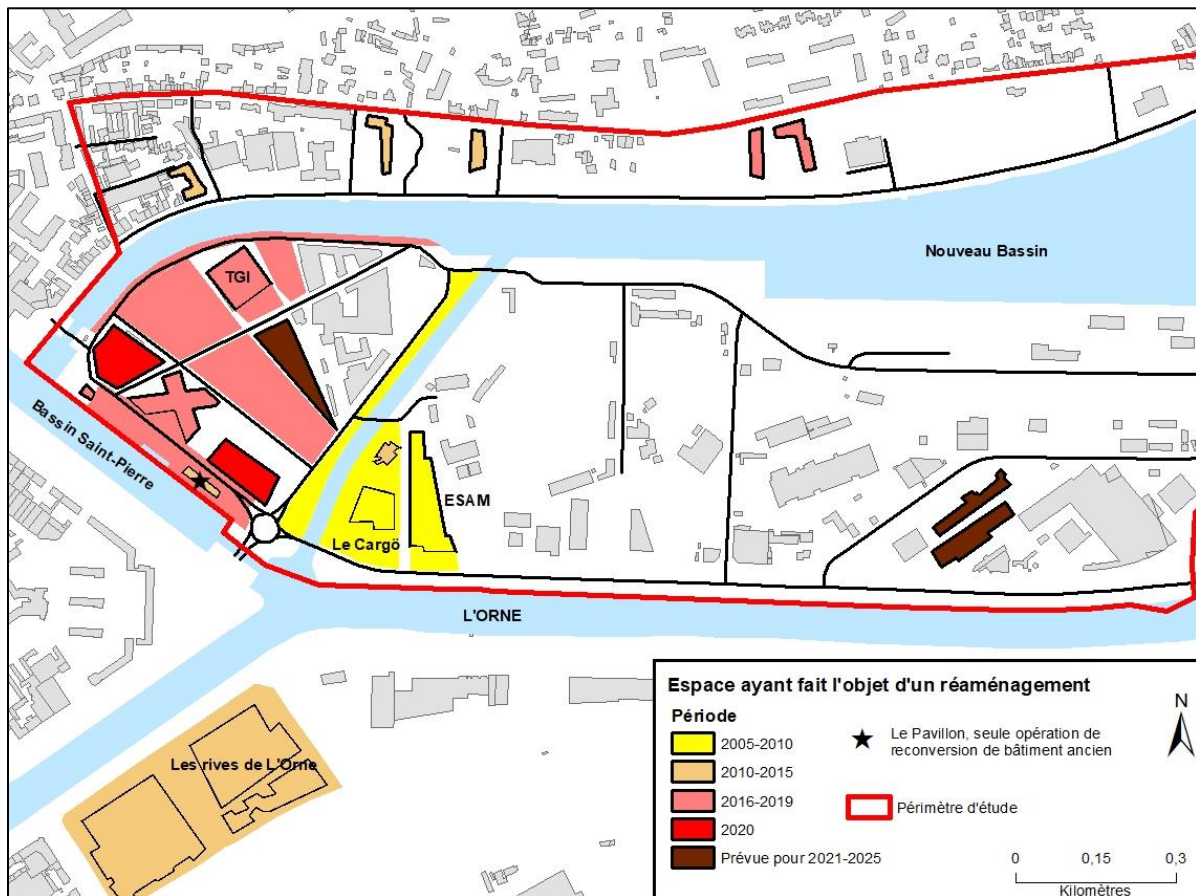 Nouveau Bassin
TGI
Bassin Saint-Pierre
ESAM
Le Cargö
L'ORNE
Les rives de L'Orne
Espace ayant fait l'objet d'un réaménagement
Période
2005-2010
2010-2015
2016-2019
2020
Prévue pour 2021-2025
Le Pavillon, seule opération de
reconversion de bâtiment ancien
Périmètre d'étude
N
0 0,15 0,3
Kilomètres